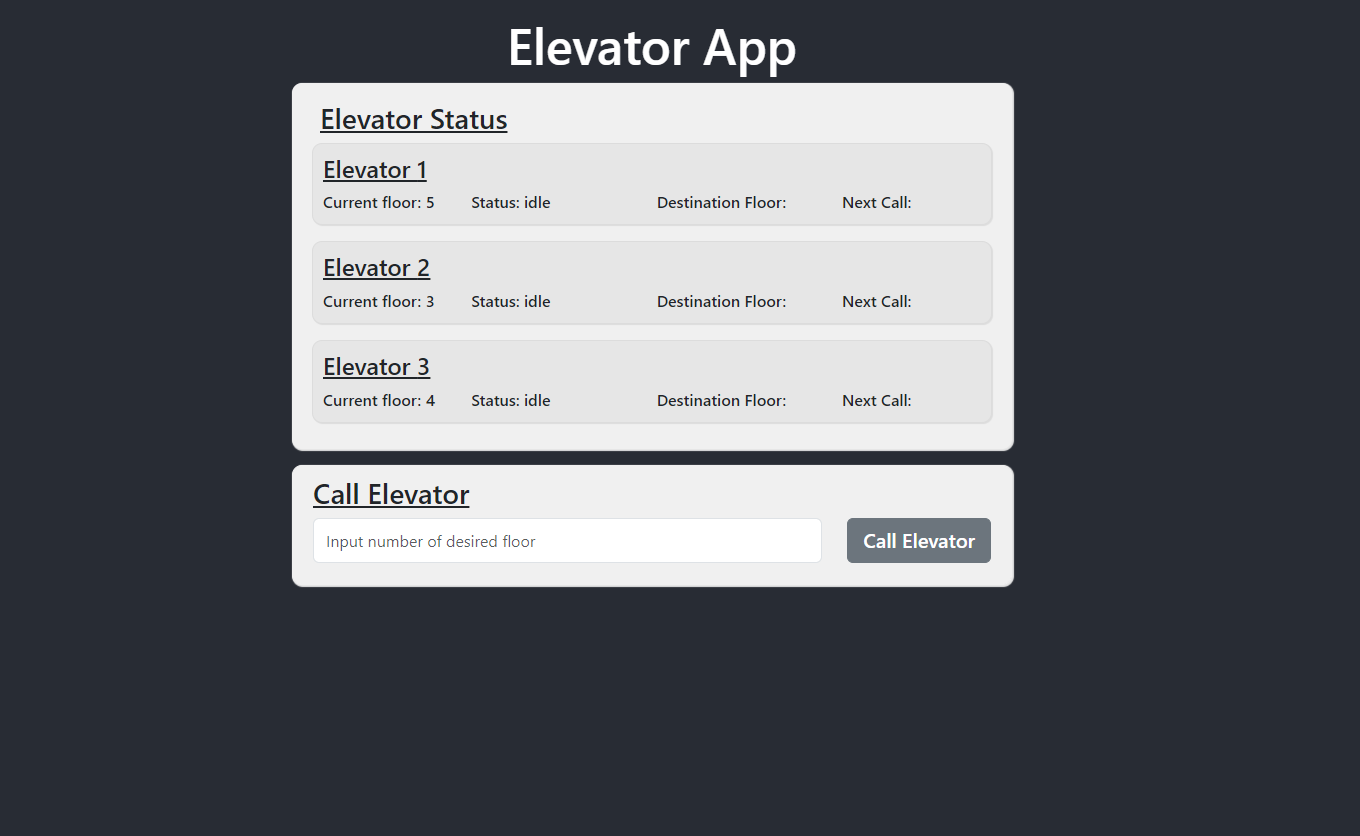 Elevator App
Elevator Status
Elevator 1
Current floor: 5 Status: idle Destination Floor: Next Call:
Elevator 2
Current floor: 3 Status: idle Destination Floor: Next Call:
Elevator 3
Current floor: 4 Status: idle Destination Floor: Next Call:
Call Elevator
Input number of desired floor Call Elevator